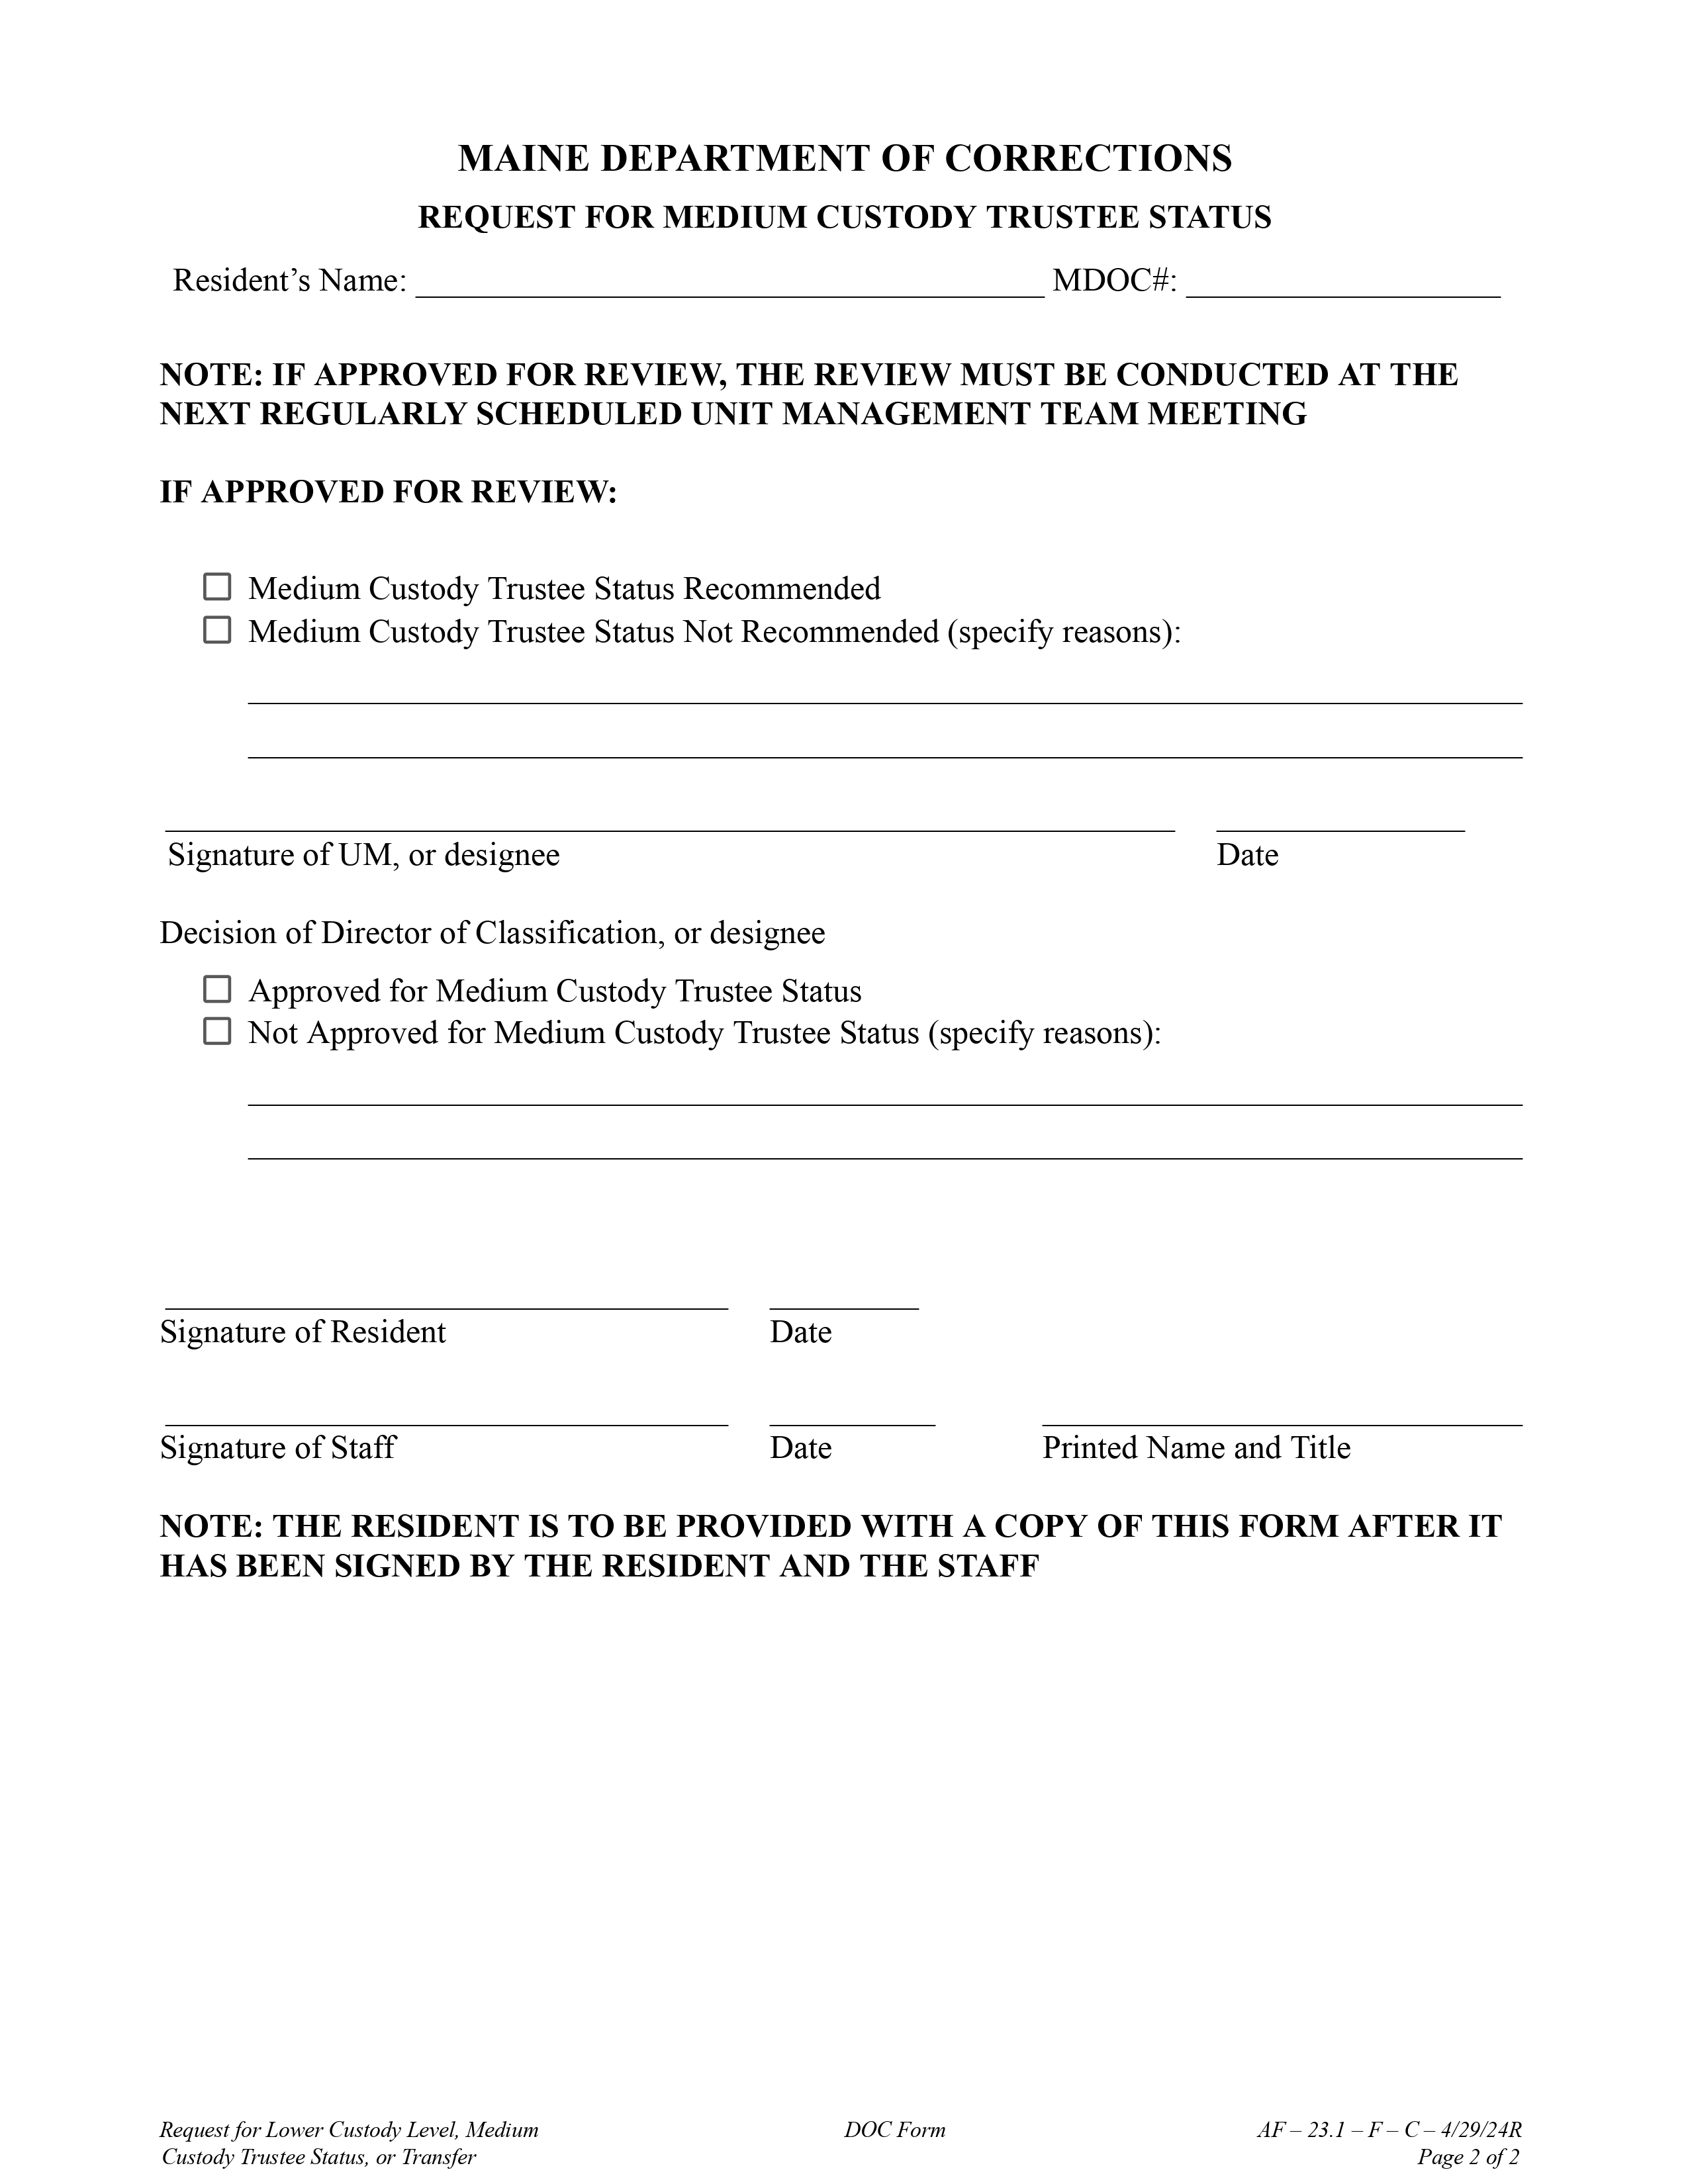 MAINE DEPARTMENT OF CORRECTIONS
REQUEST FOR MEDIUM CUSTODY TRUSTEE STATUS
Resident’s Name: MDOC#:
NOTE: IF APPROVED FOR REVIEW, THE REVIEW MUST BE CONDUCTED AT THE
NEXT REGULARLY SCHEDULED UNIT MANAGEMENT TEAM MEETING
IF APPROVED FOR REVIEW:
Medium Custody Trustee Status Recommended
Medium Custody Trustee Status Not Recommended (specify reasons):
Signature of UM, or designee Date
Decision of Director of Classification, or designee
Approved for Medium Custody Trustee Status
Not Approved for Medium Custody Trustee Status (specify reasons):
Signature of Resident Date
Signature of Staff Date Printed Name and Title
NOTE: THE RESIDENT IS TO BE PROVIDED WITH A COPY OF THIS FORM AFTER IT
HAS BEEN SIGNED BY THE RESIDENT AND THE STAFF
Request for Lower Custody Level, Medium DOC Form AF – 23.1 – F – C – 4/29/24R
Custody Trustee Status, or Transfer Page 2 of 2